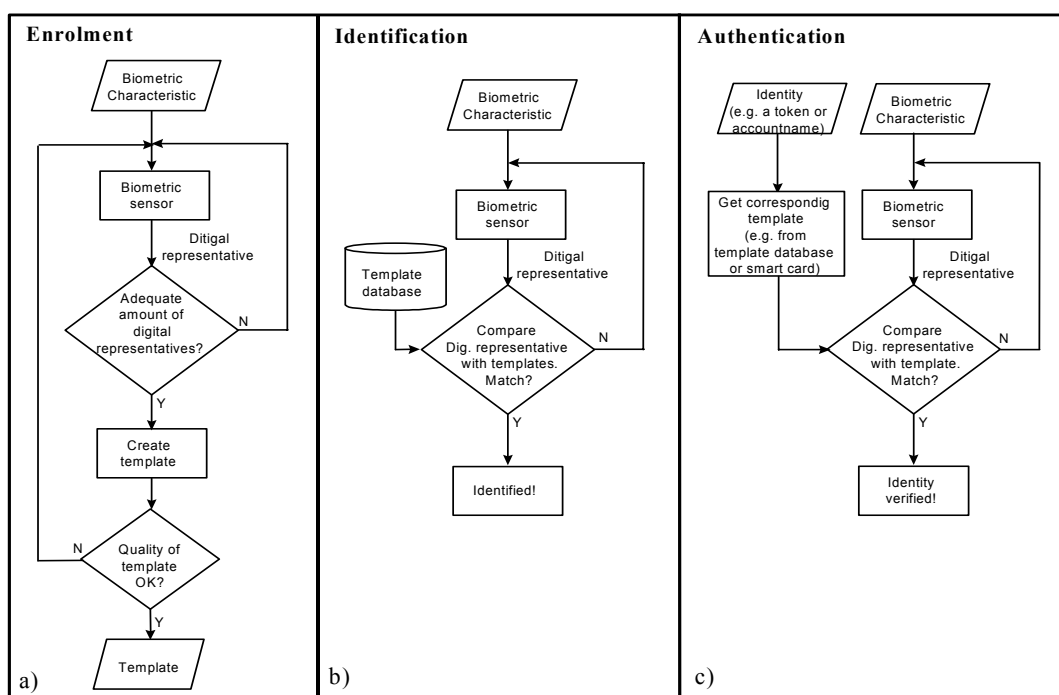 Enrolment
Biometric
Characteristic
Biometric
sensor
Ditigal
representative
Adequate
amount of
digital
representatives?
N
Y
Create
template
Quality of
template
OK?
N
Y
Template
a)
Identification
Biometric
Characteristic
Biometric
sensor
Ditigal
representative
Template
database
Compare
Dig. representative
with templates.
Match?
N
Y
Identified!
b)
Authentication
Identity
(e.g. a token or
accountname)
Biometric
Characteristic
Get correspondig
template
(e.g. from
template database
or smart card)
Biometric
sensor
Ditigal
representative
Compare
Dig. representative
with template.
Match?
N
Y
Identity
verified!
c)